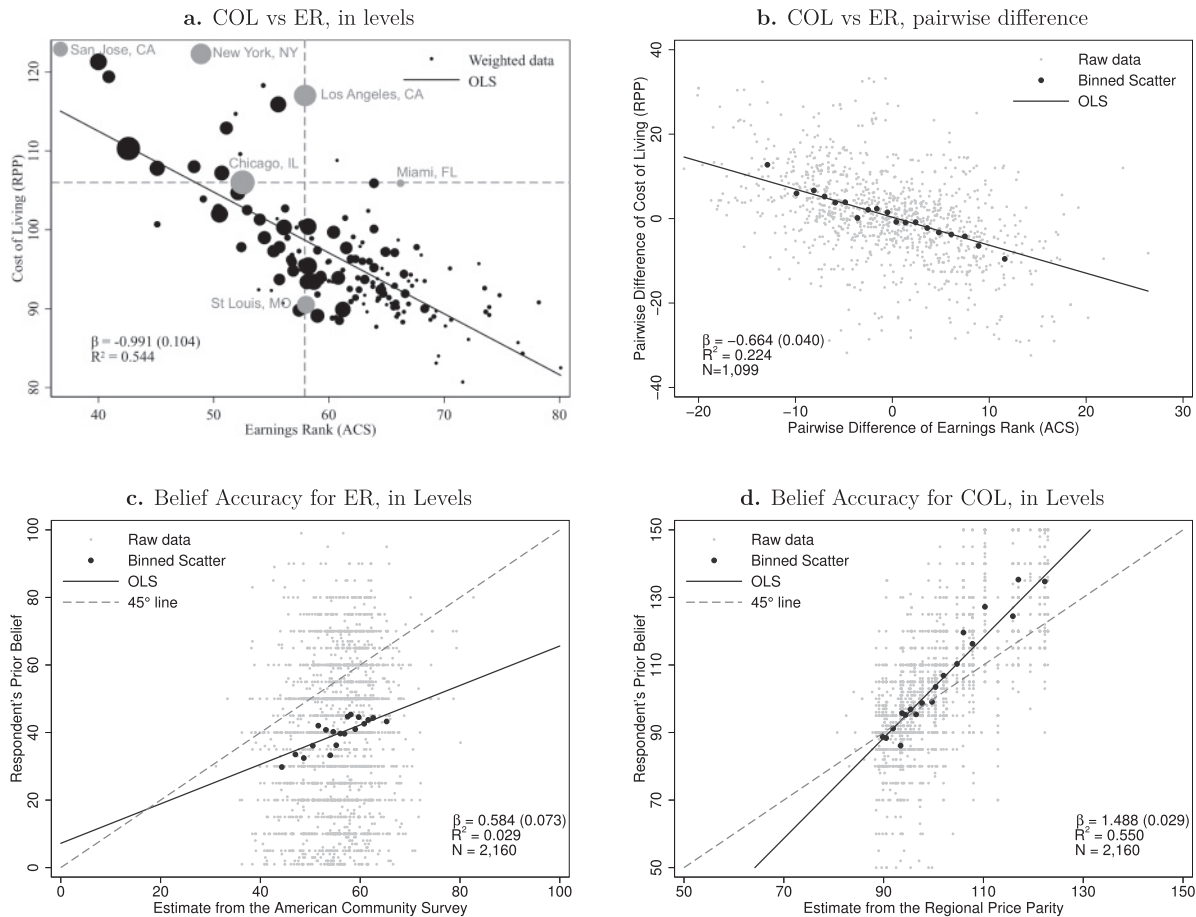 a. COL vs ER, in levels
San Jose, CA
New York, NY
Los Angeles, CA
Chicago, IL
Miami, FL
St Louis, MO
Weighted data
OLS
β = -0.991 (0.104)
R² = 0.544
Cost of Living (RPP)
80
90
100
110
120
40
50
60
70
80
Earnings Rank (ACS)
b. COL vs ER, pairwise difference
Raw data
Binned Scatter
OLS
β = −0.664 (0.040)
R² = 0.224
N=1,099
Pairwise Difference of Cost of Living (RPP)
−40
−20
0
20
40
−20
−10
0
10
20
30
Pairwise Difference of Earnings Rank (ACS)
c. Belief Accuracy for ER, in Levels
Raw data
Binned Scatter
OLS
45° line
β = 0.584 (0.073)
R² = 0.029
N = 2,160
Respondent's Prior Belief
0
20
40
60
80
100
0
20
40
60
80
100
Estimate from the American Community Survey
d. Belief Accuracy for COL, in Levels
Raw data
Binned Scatter
OLS
45° line
β = 1.488 (0.029)
R² = 0.550
N = 2,160
Respondent's Prior Belief
50
70
90
110
130
150
50
70
90
110
130
150
Estimate from the Regional Price Parity